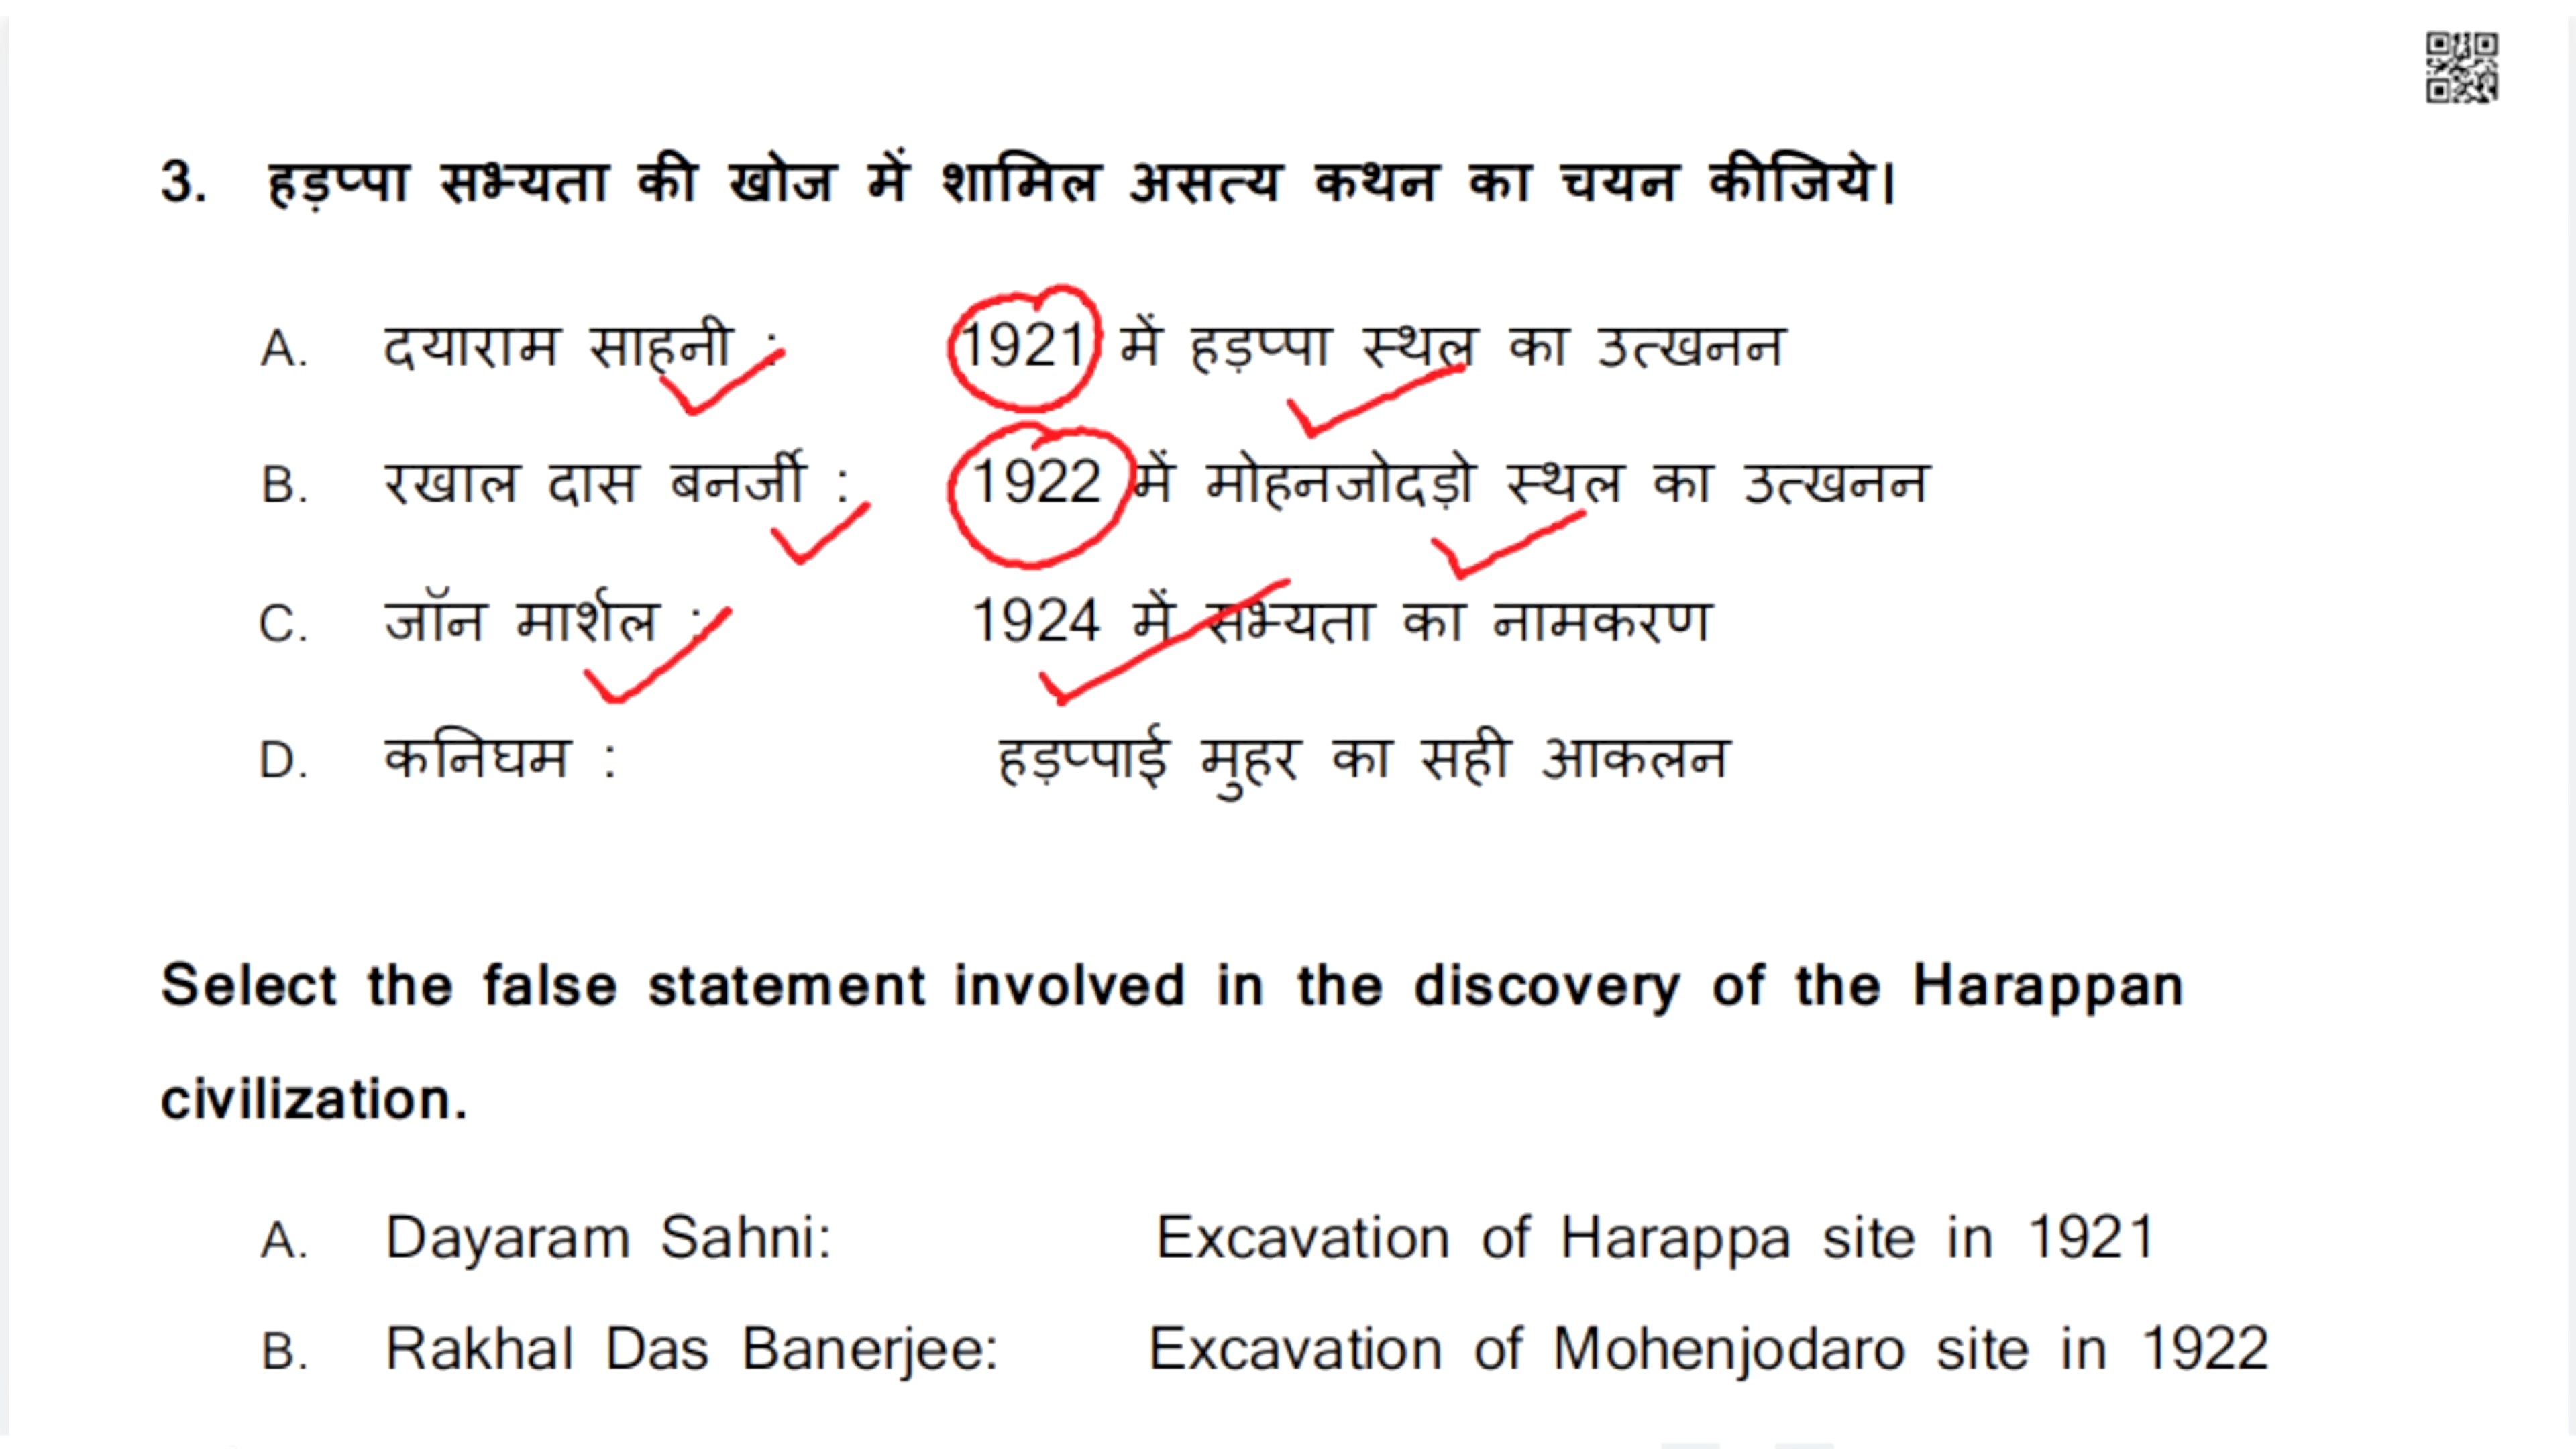 3. हड़प्पा सभ्यता की खोज में शामिल असत्य कथन का चयन कीजिये।
A. दयाराम साहनी : 1921 में हड़प्पा स्थल का उत्खनन
B. रखाल दास बनर्जी : 1922 में मोहनजोदड़ो स्थल का उत्खनन
C. जॉन मार्शल : 1924 में सभ्यता का नामकरण
D. कनिघम : हड़प्पाई मुहर का सही आकलन
Select the false statement involved in the discovery of the Harappan
civilization.
A. Dayaram Sahni: Excavation of Harappa site in 1921
B. Rakhal Das Banerjee: Excavation of Mohenjodaro site in 1922